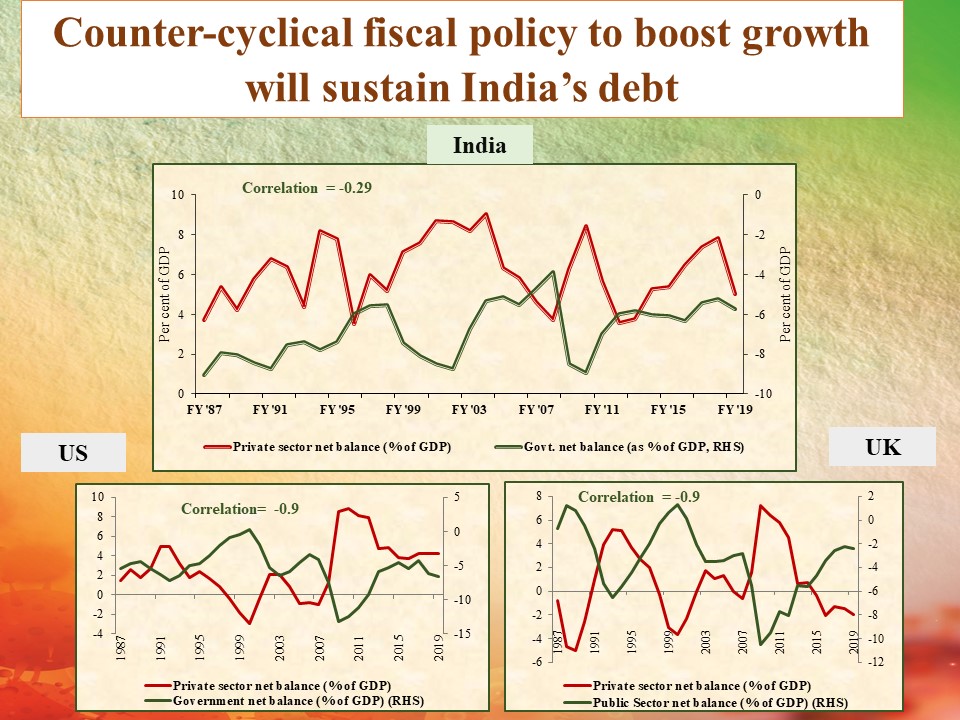 Counter-cyclical fiscal policy to boost growth
will sustain India’s debt
India
Correlation = -0.29
10
8
6
4
2
0
Per cent of GDP
0
-2
-4
-6
-8
-10
Per cent of GDP
FY'87 FY'91 FY'95 FY'99 FY'03 FY'07 FY'11 FY'15 FY'19
Private sector net balance (% of GDP) Govt. net balance (as % of GDP, RHS)
US
UK
Correlation= -0.9
10
8
6
4
2
0
-2
-4
5
0
-5
-10
-15
1987 1991 1995 1999 2003 2007 2011 2015 2019
Private sector net balance (% of GDP)
Government net balance (% of GDP) (RHS)
Correlation = -0.9
8
6
4
2
0
-2
-4
-6
2
0
-2
-4
-6
-8
-10
-12
1987 1991 1995 1999 2003 2007 2011 2015 2019
Private sector net balance (% of GDP)
Public Sector net balance (% of GDP) (RHS)